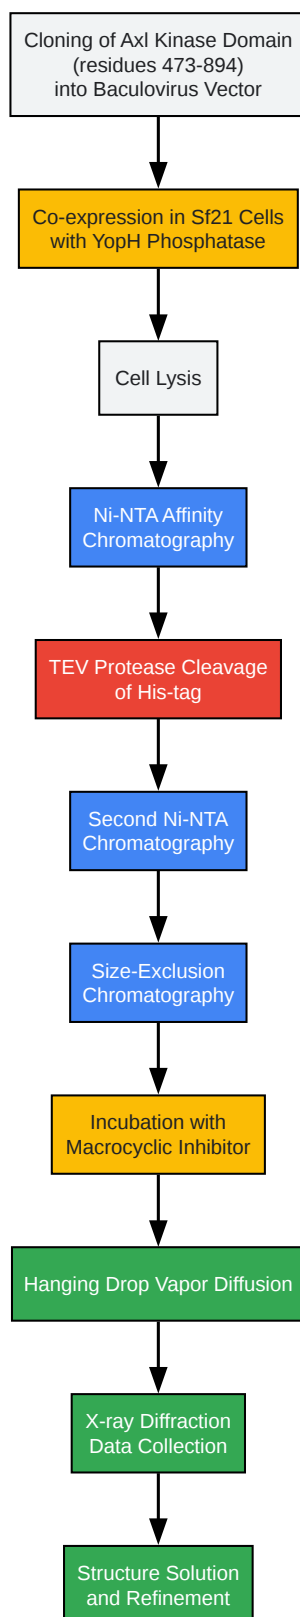 Cloning of Axl Kinase Domain
(residues 473-894)
into Baculovirus Vector
Co-expression in Sf21 Cells
with YopH Phosphatase
Cell Lysis
Ni-NTA Affinity
Chromatography
TEV Protease Cleavage
of His-tag
Second Ni-NTA
Chromatography
Size-Exclusion
Chromatography
Incubation with
Macrocyclic Inhibitor
Hanging Drop Vapor Diffusion
X-ray Diffraction
Data Collection
Structure Solution
and Refinement